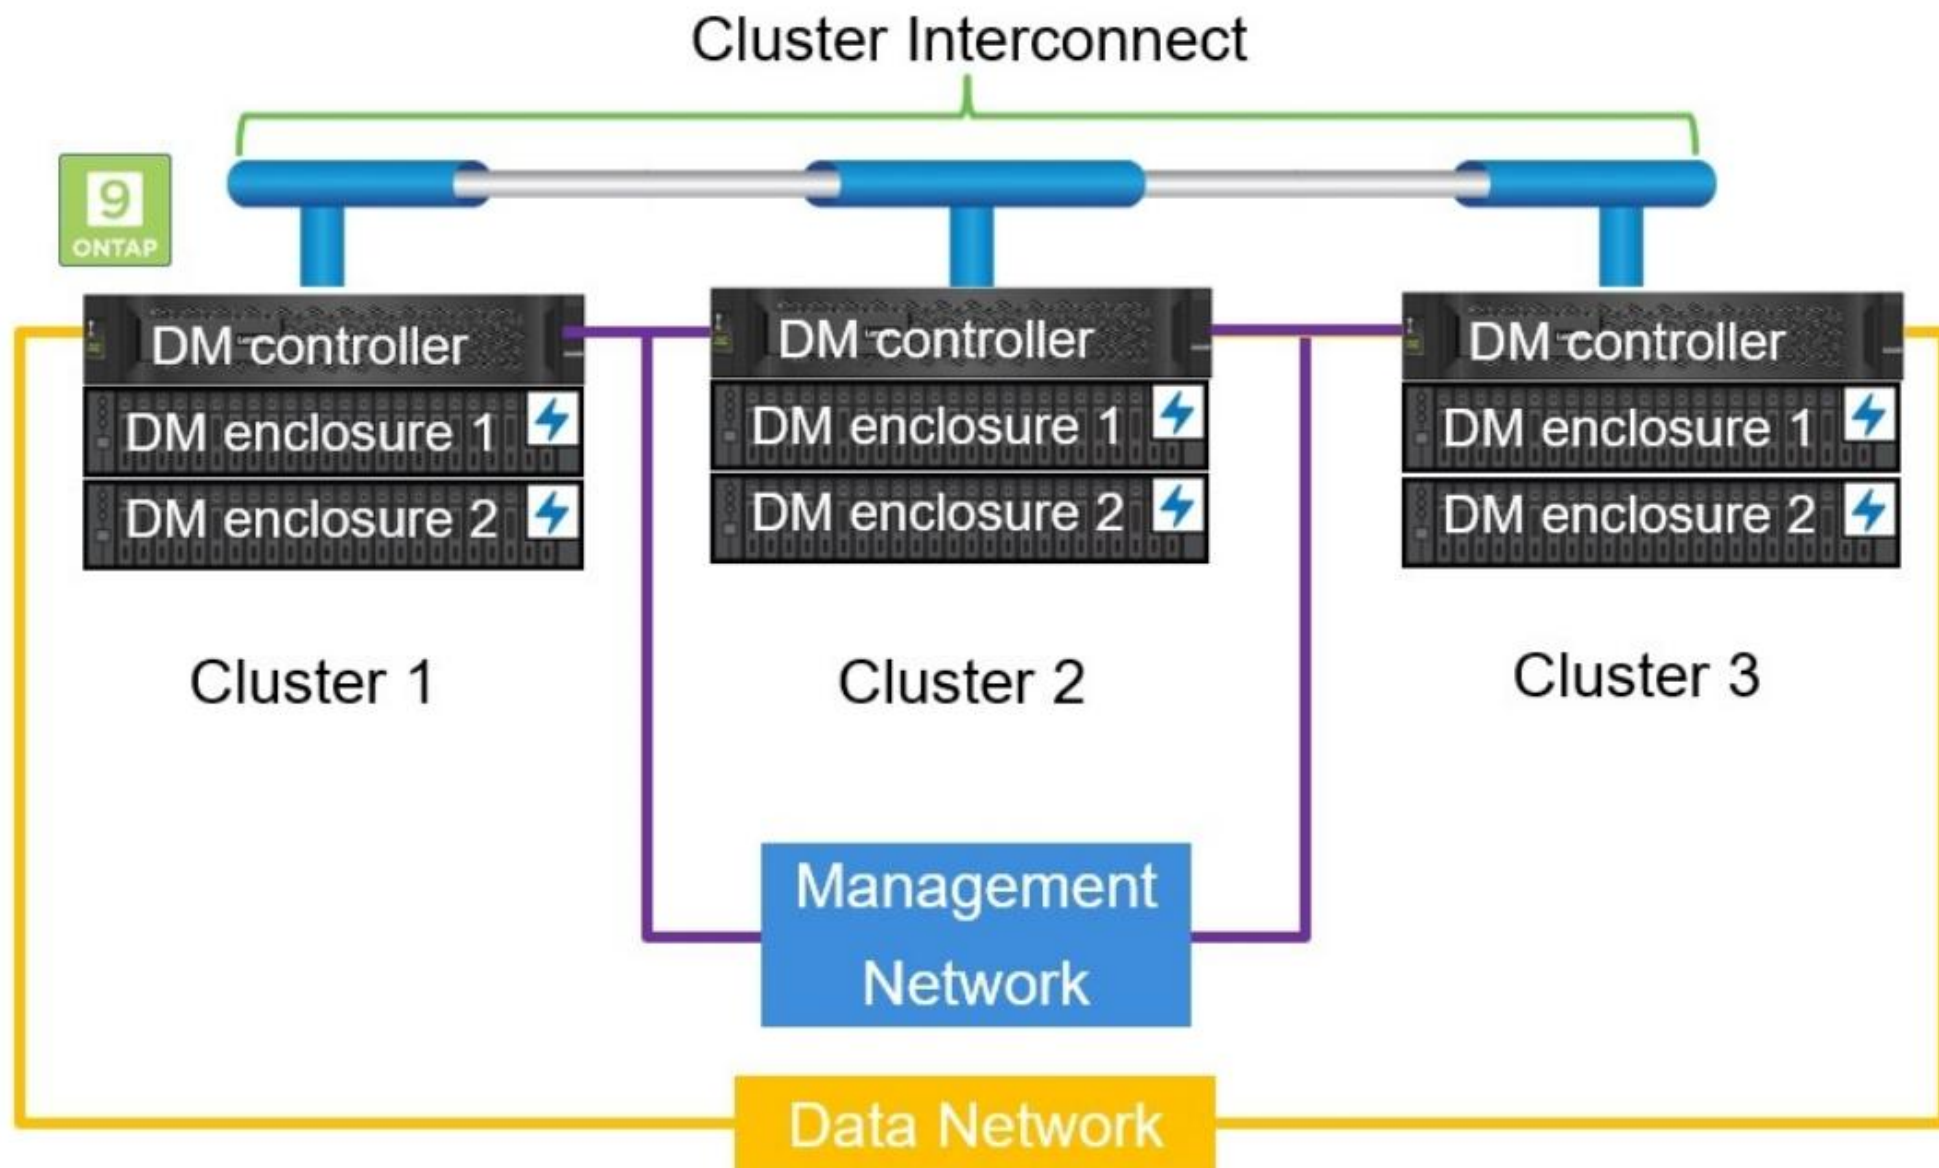 Cluster Interconnect
9
ONTAP
DM controller
DM enclosure 1
DM enclosure 2
Cluster 1
DM controller
DM enclosure 1
DM enclosure 2
Cluster 2
DM controller
DM enclosure 1
DM enclosure 2
Cluster 3
Management
Network
Data Network